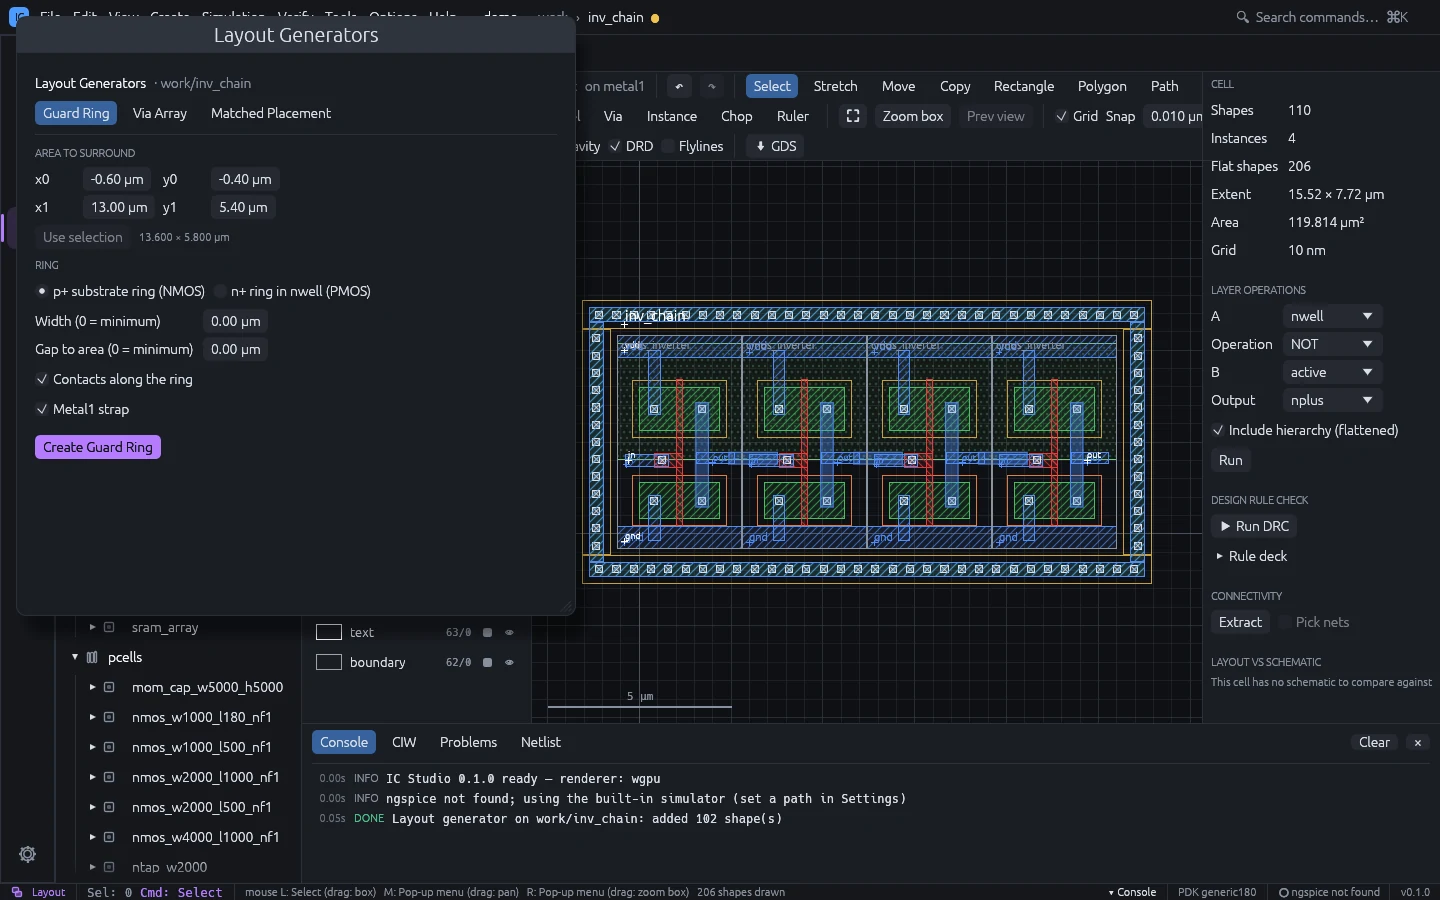 inv_chain
Search commands... ⌘K
Layout Generators
Layout Generators · work/inv_chain
Guard Ring Via Array Matched Placement
AREA TO SURROUND
x0 -0.60 µm y0 -0.40 µm
x1 13.00 µm y1 5.40 µm
Use selection 13.600 × 5.800 µm
RING
p+ substrate ring (NMOS) n+ ring in nwell (PMOS)
Width (0 = minimum) 0.00 µm
Gap to area (0 = minimum) 0.00 µm
Contacts along the ring
Metal1 strap
Create Guard Ring
on metal1 Select Stretch Move Copy Rectangle Polygon Path
Via Instance Chop Ruler Zoom box Prev view Grid Snap 0.010 µm
DRD Flylines GDS
inv_chain
in
out
gnd gnd gnd gnd
5 µm
CELL
Shapes 110
Instances 4
Flat shapes 206
Extent 15.52 × 7.72 µm
Area 119.814 µm²
Grid 10 nm
LAYER OPERATIONS
A nwell
Operation NOT
B active
Output nplus
Include hierarchy (flattened)
Run
DESIGN RULE CHECK
Run DRC
Rule deck
CONNECTIVITY
Extract Pick nets
LAYOUT VS SCHEMATIC
This cell has no schematic to compare against
sram_array
pcells
mom_cap_w5000_h5000
nmos_w1000_l180_nf1
nmos_w1000_l500_nf1
nmos_w2000_l1000_nf1
nmos_w2000_l500_nf1
nmos_w4000_l1000_nf1
ntap_w2000
text 63/0
boundary 62/0
Console CIW Problems Netlist Clear ×
0.00s INFO IC Studio 0.1.0 ready — renderer: wgpu
0.00s INFO ngspice not found; using the built-in simulator (set a path in Settings)
0.05s DONE Layout generator on work/inv_chain: added 102 shape(s)
Layout Sel: 0 Cmd: Select mouse L: Select (drag: box) M: Pop-up menu (drag: pan) R: Pop-up menu (drag: zoom box) 206 shapes drawn Console PDK generic180 ngspice not found v0.1.0